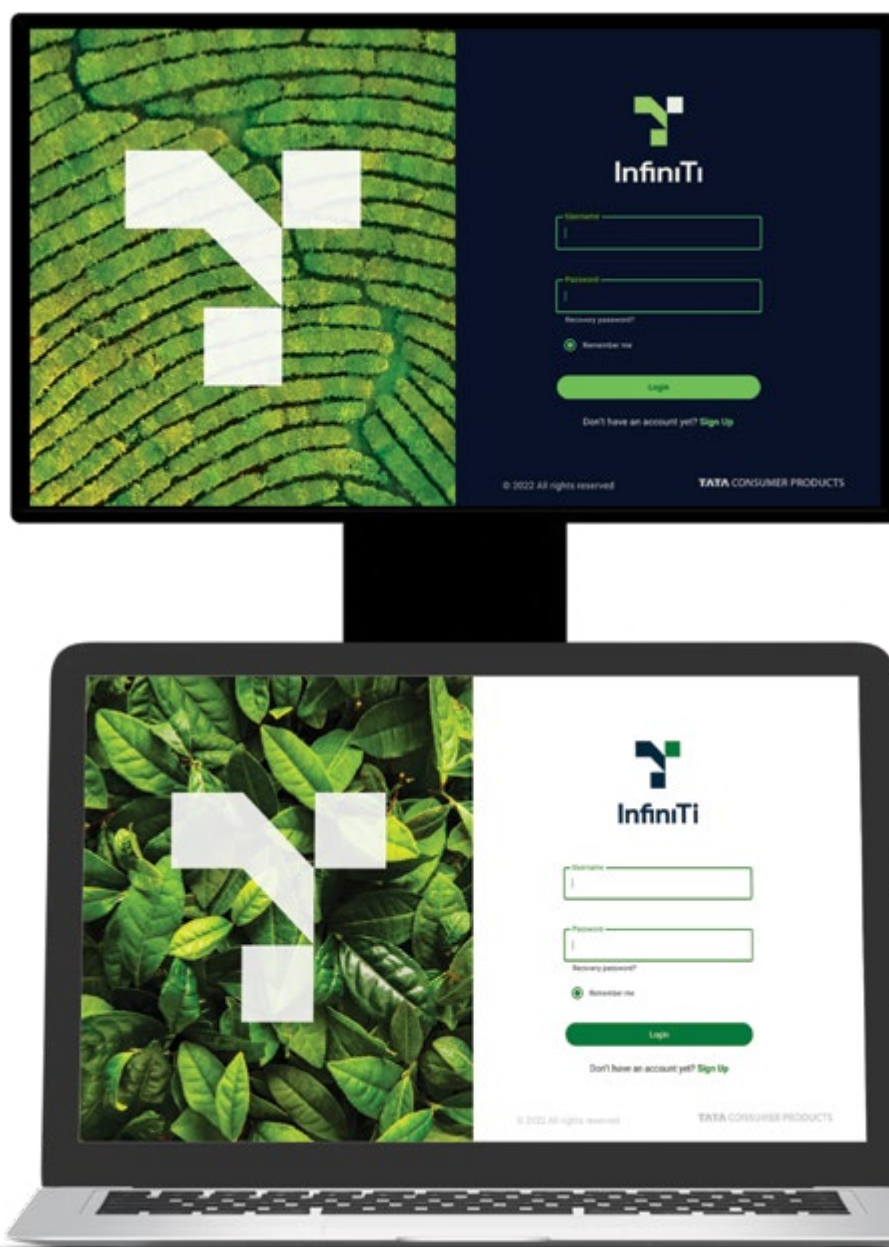 InfiniTi
Username
Password
Recovery password?
Remember me
Login
Don't have an account yet? Sign Up
© 2022 All rights reserved
TATA CONSUMER PRODUCTS
InfiniTi
Username
Password
Recovery password?
Remember me
Login
Don't have an account yet? Sign Up
© 2022 All rights reserved
TATA CONSUMER PRODUCTS